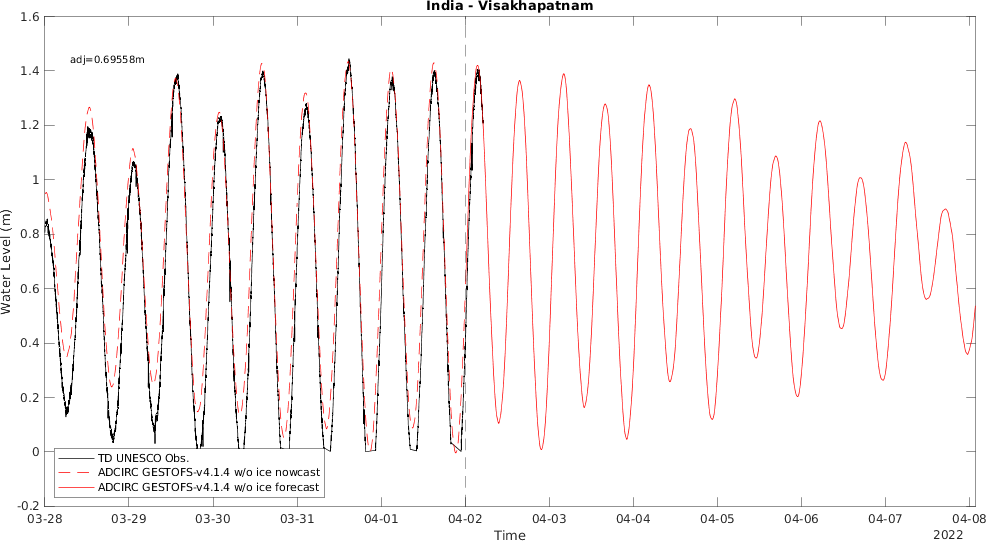 India - Visakhapatnam
1.6
1.4
1.2
1
0.8
0.6
0.4
0.2
0
-0.2
Water Level (m)
adj=0.69558m
TD UNESCO Obs.
ADCIRC GESTOFS-v4.1.4 w/o ice nowcast
ADCIRC GESTOFS-v4.1.4 w/o ice forecast
03-28 03-29 03-30 03-31 04-01 04-02 04-03 04-04 04-05 04-06 04-07 04-08
Time
2022